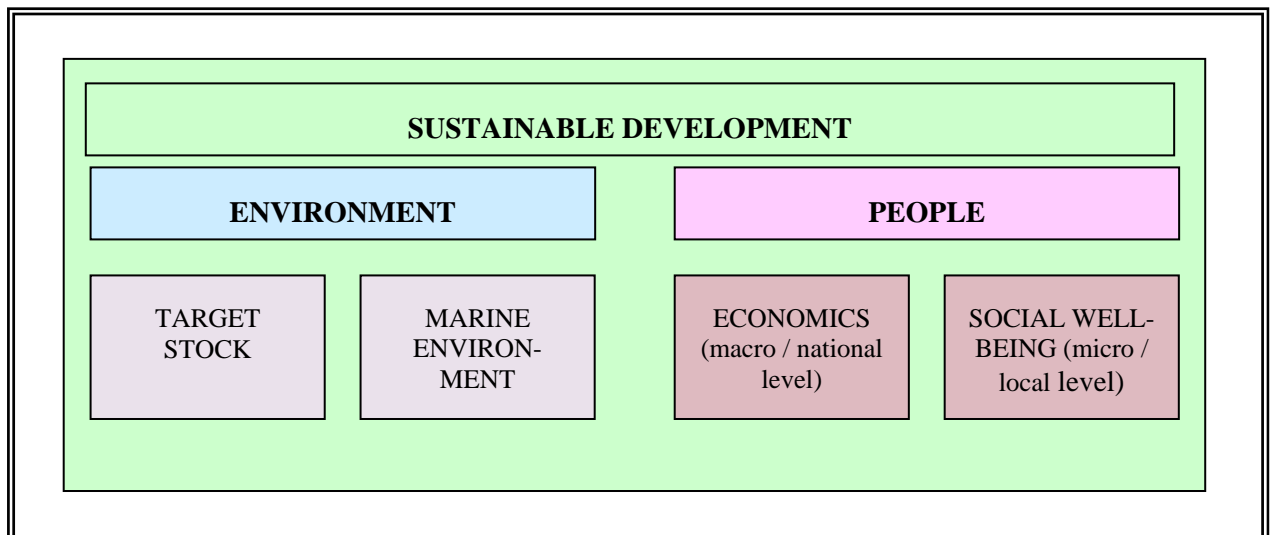 SUSTAINABLE DEVELOPMENT
ENVIRONMENT
PEOPLE
TARGET
STOCK
MARINE
ENVIRON-
MENT
ECONOMICS
(macro / national
level)
SOCIAL WELL-
BEING (micro /
local level)